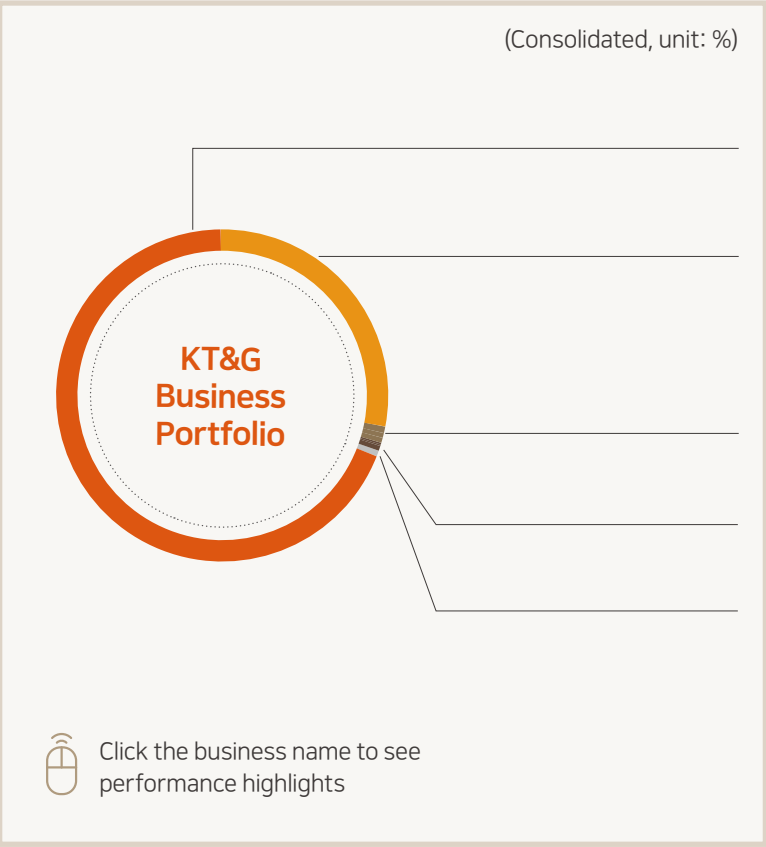 (Consolidated, unit: %)
KT&G
Business
Portfolio
Click the business name to see
performance highlights